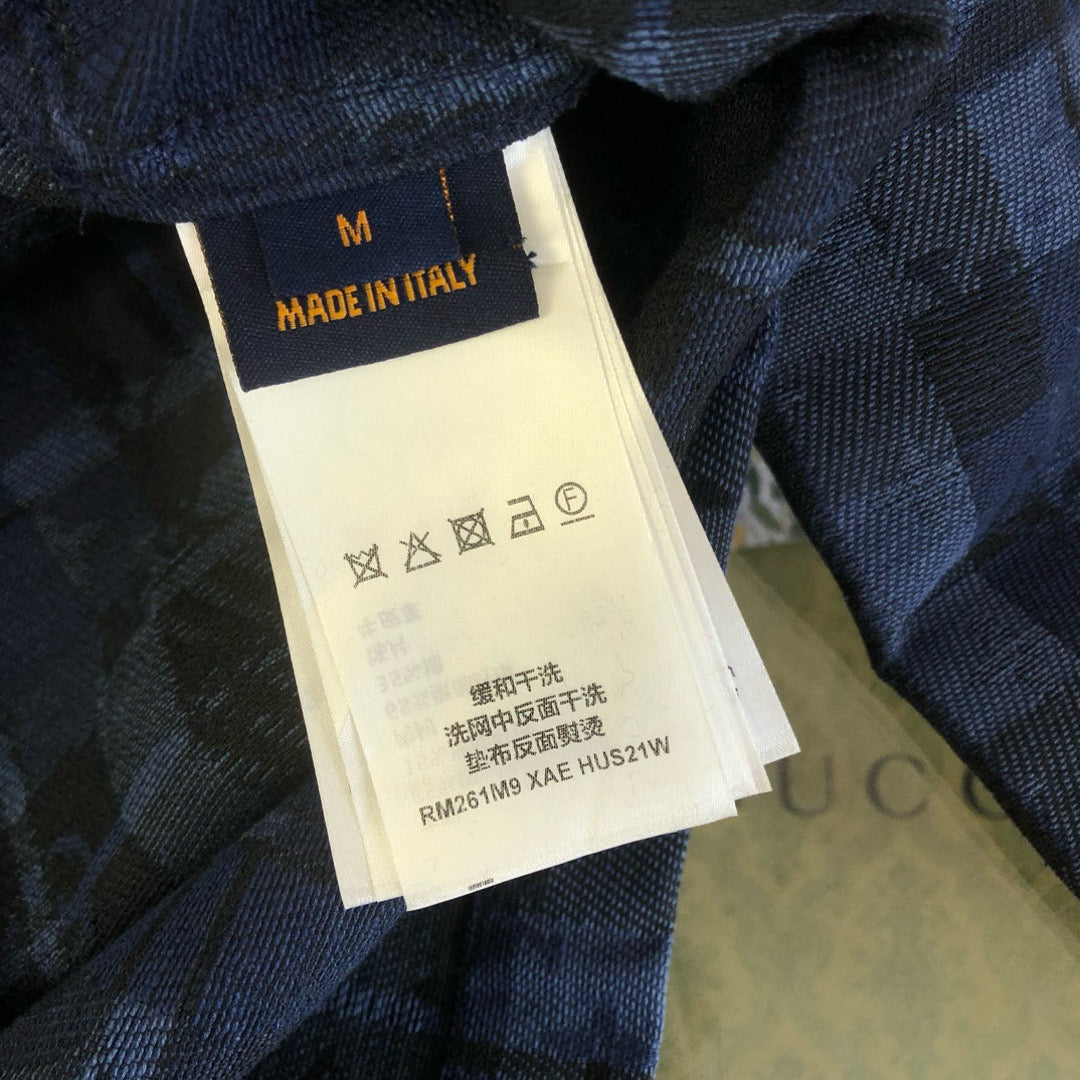 M
MADE IN ITALY
F
缓和干洗
洗网中反面干洗
垫布反面熨烫
RM261M9 XAE HUS21W
UCC